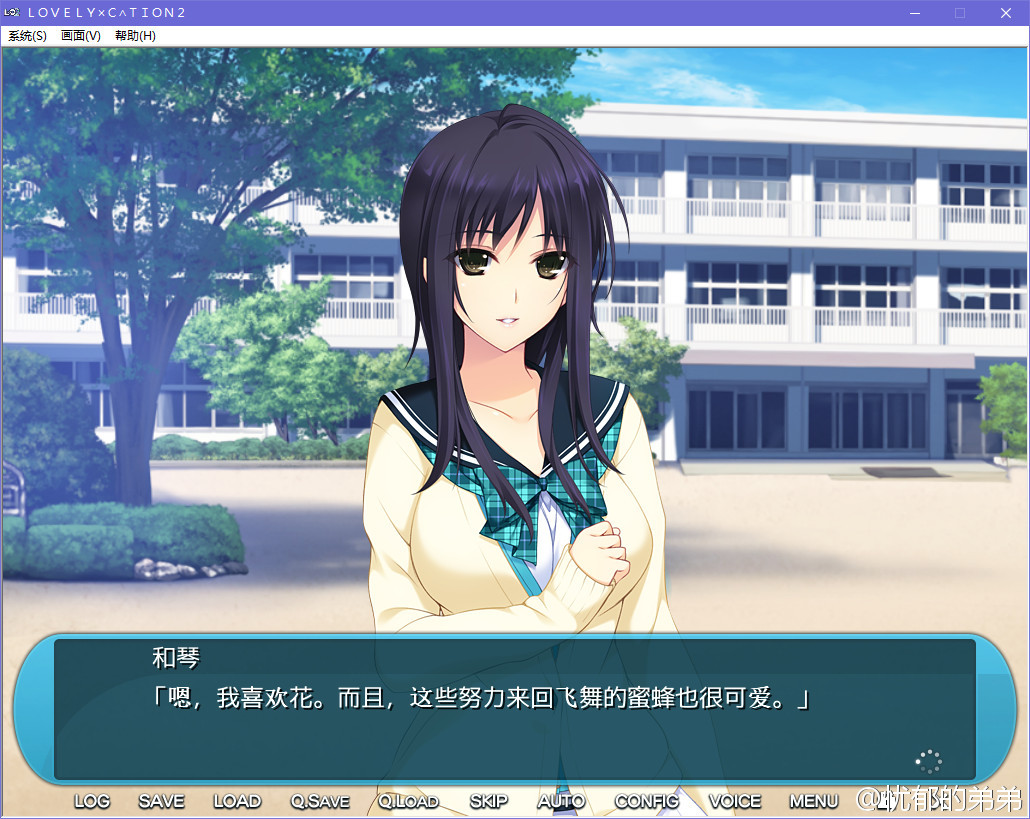 LOVELY×CATION2
系统(S) 画面(V) 帮助(H)
和琴
「嗯，我喜欢花。而且，这些努力来回飞舞的蜜蜂也很可爱。」
LOG SAVE LOAD Q.SAVE Q.LOAD SKIP AUTO CONFIG VOICE MENU
@忧郁的弟弟